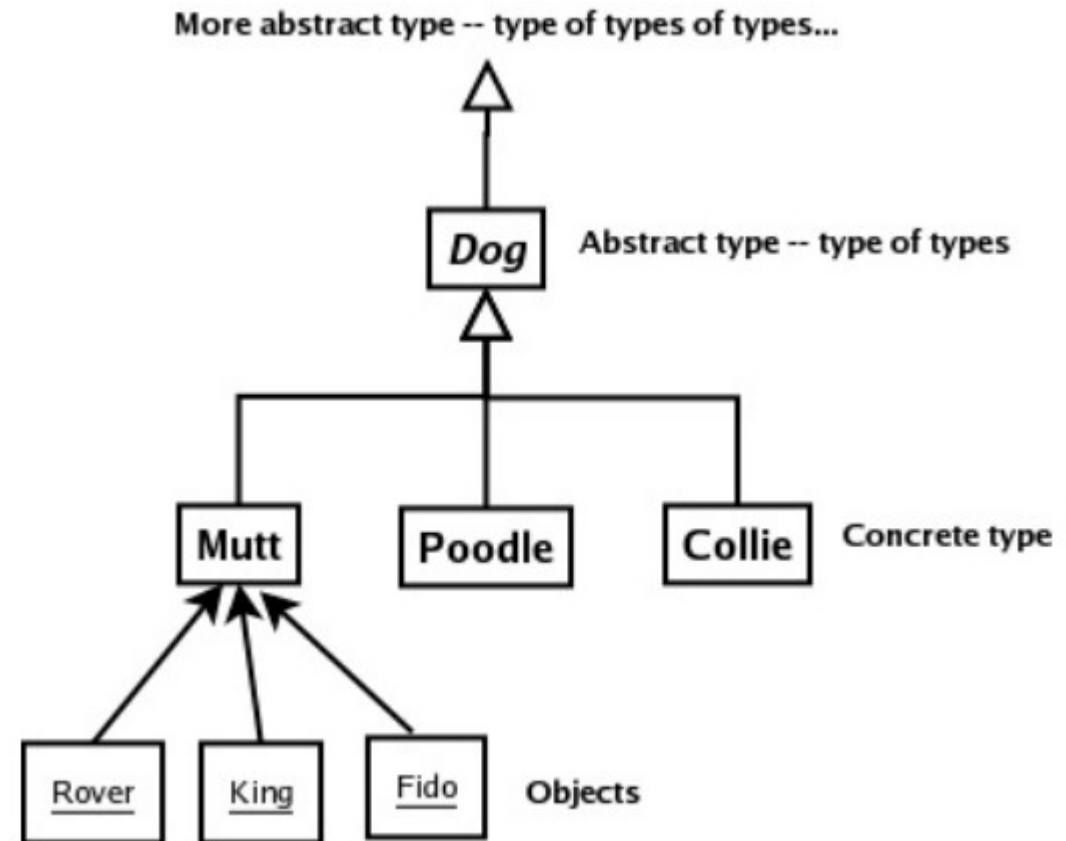 More abstract type -- type of types of types...
Dog
Abstract type -- type of types
Mutt
Poodle
Collie
Concrete type
Rover
King
Fido
Objects